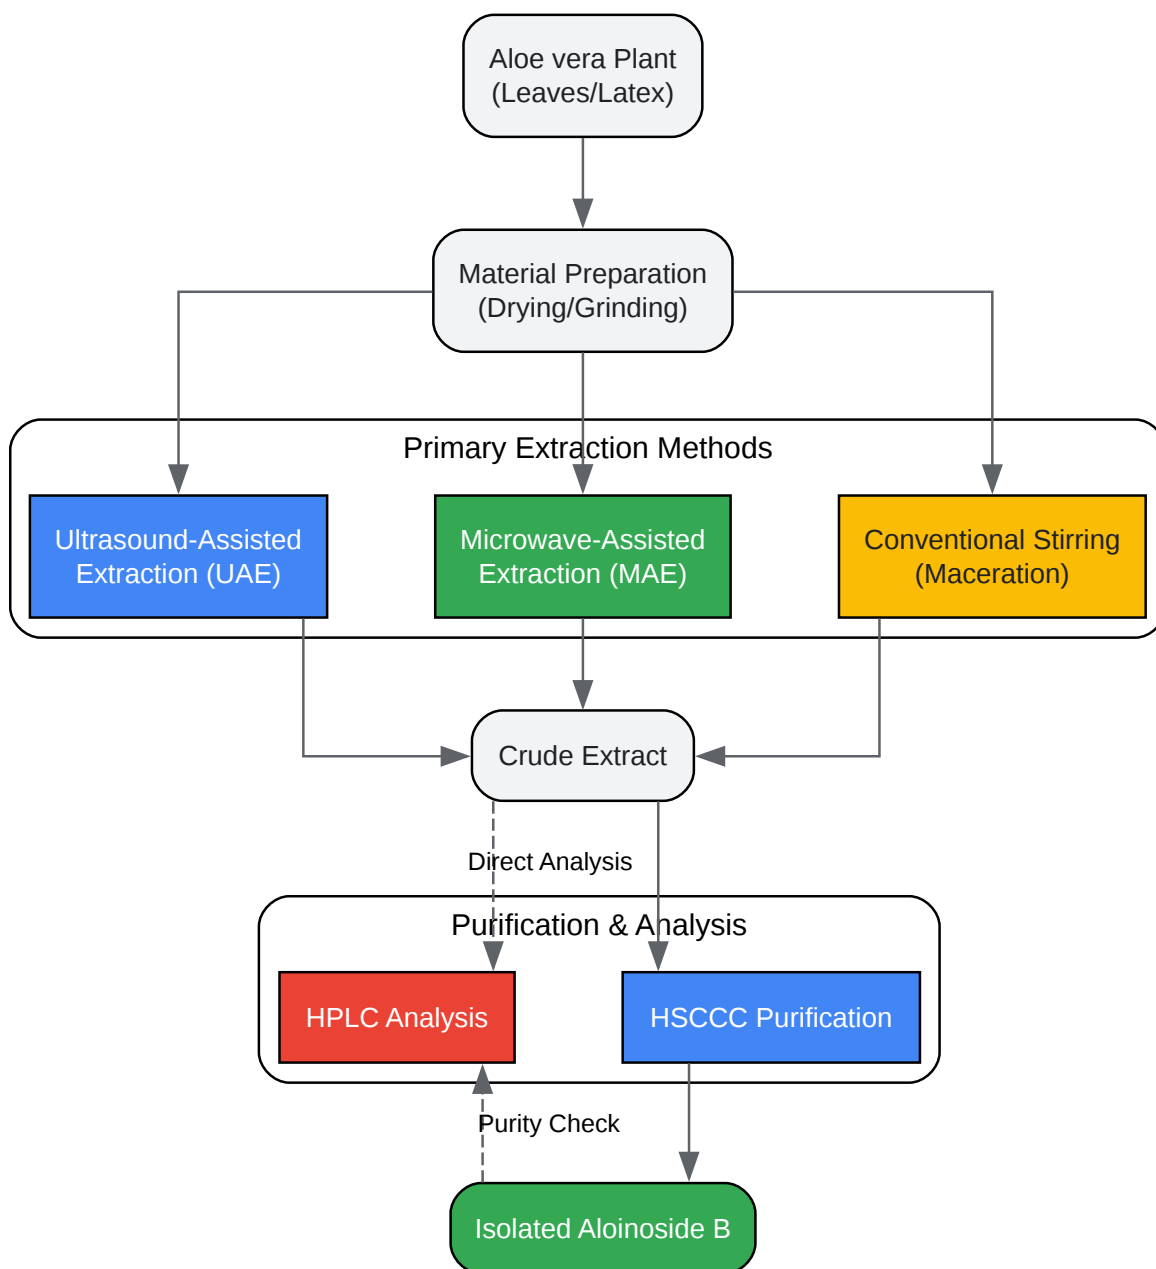 Aloe vera Plant
(Leaves/Latex)
Material Preparation
(Drying/Grinding)
Primary Extraction Methods
Ultrasound-Assisted
Extraction (UAE)
Microwave-Assisted
Extraction (MAE)
Conventional Stirring
(Maceration)
Crude Extract
Direct Analysis
Purification & Analysis
HPLC Analysis
HSCCC Purification
Purity Check
Isolated Aloinoside B